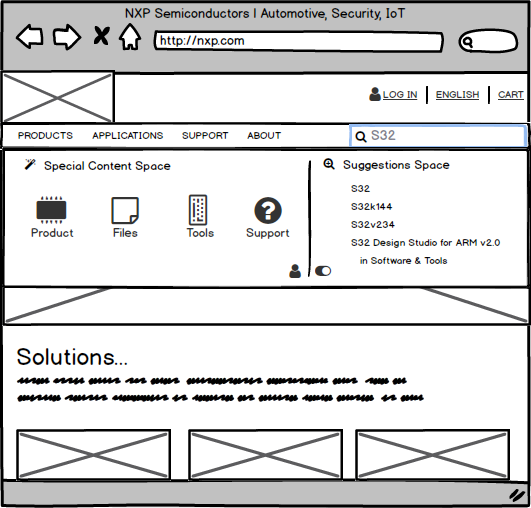 NXP Semiconductors | Automotive, Security, IoT
http://nxp.com
LOG IN
ENGLISH
CART
PRODUCTS
APPLICATIONS
SUPPORT
ABOUT
S32
Special Content Space
Product
Files
Tools
Support
Suggestions Space
S32
S32k144
S32v234
S32 Design Studio for ARM v2.0
in Software & Tools
Solutions...